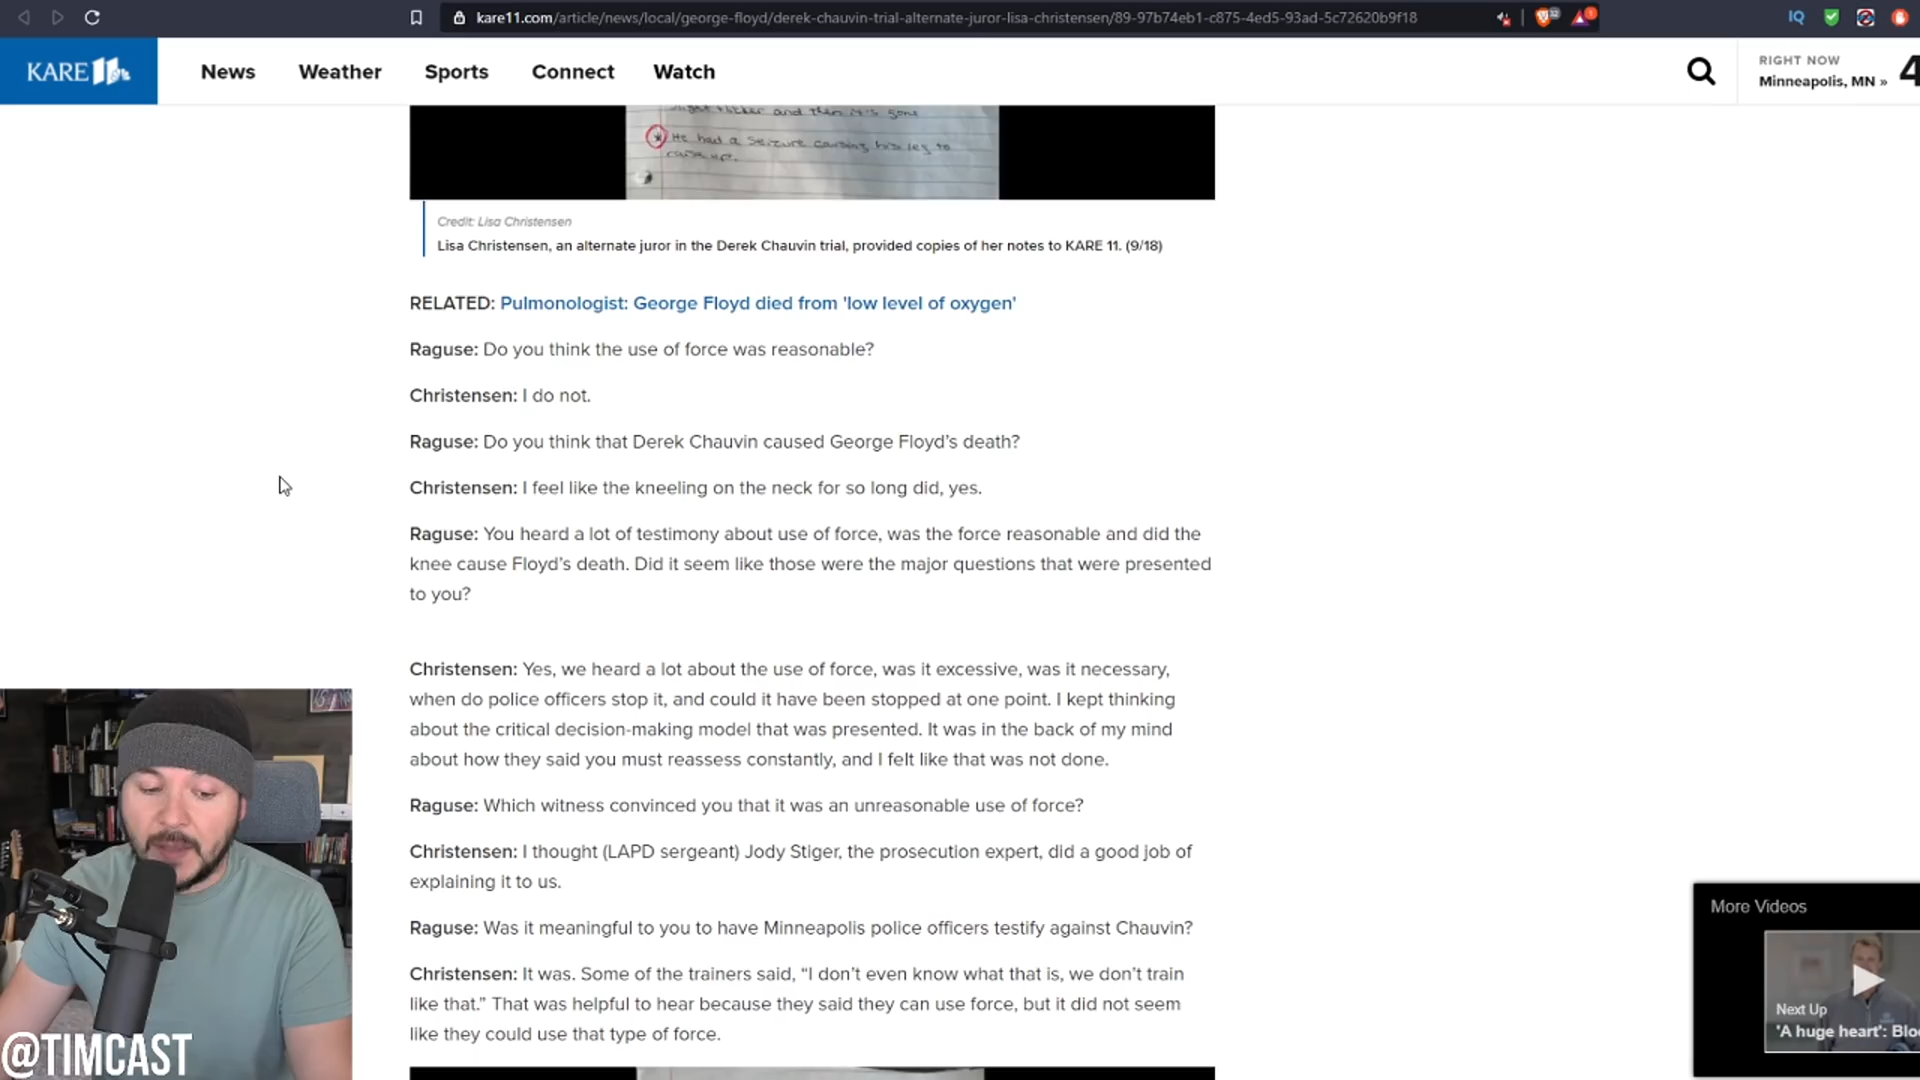 kare11.com/article/news/local/george-floyd/derek-chauvin-trial-alternate-juror-lisa-christensen/89-97b74eb1-c875-4ed5-93ad-5c72620b9f18
IQ
KARE 11
News
Weather
Sports
Connect
Watch
RIGHT NOW
Minneapolis, MN »
4
and then it's gone
He had a seizure causing his leg to
raise up.
Credit: Lisa Christensen
Lisa Christensen, an alternate juror in the Derek Chauvin trial, provided copies of her notes to KARE 11. (9/18)
RELATED: Pulmonologist: George Floyd died from 'low level of oxygen'
Raguse: Do you think the use of force was reasonable?
Christensen: I do not.
Raguse: Do you think that Derek Chauvin caused George Floyd's death?
Christensen: I feel like the kneeling on the neck for so long did, yes.
Raguse: You heard a lot of testimony about use of force, was the force reasonable and did the
knee cause Floyd's death. Did it seem like those were the major questions that were presented
to you?
Christensen: Yes, we heard a lot about the use of force, was it excessive, was it necessary,
when do police officers stop it, and could it have been stopped at one point. I kept thinking
about the critical decision-making model that was presented. It was in the back of my mind
about how they said you must reassess constantly, and I felt like that was not done.
Raguse: Which witness convinced you that it was an unreasonable use of force?
Christensen: I thought (LAPD sergeant) Jody Stiger, the prosecution expert, did a good job of
explaining it to us.
Raguse: Was it meaningful to you to have Minneapolis police officers testify against Chauvin?
Christensen: It was. Some of the trainers said, “I don't even know what that is, we don't train
like that.” That was helpful to hear because they said they can use force, but it did not seem
like they could use that type of force.
More Videos
Next Up
'A huge heart': Bloo
@TIMCAST